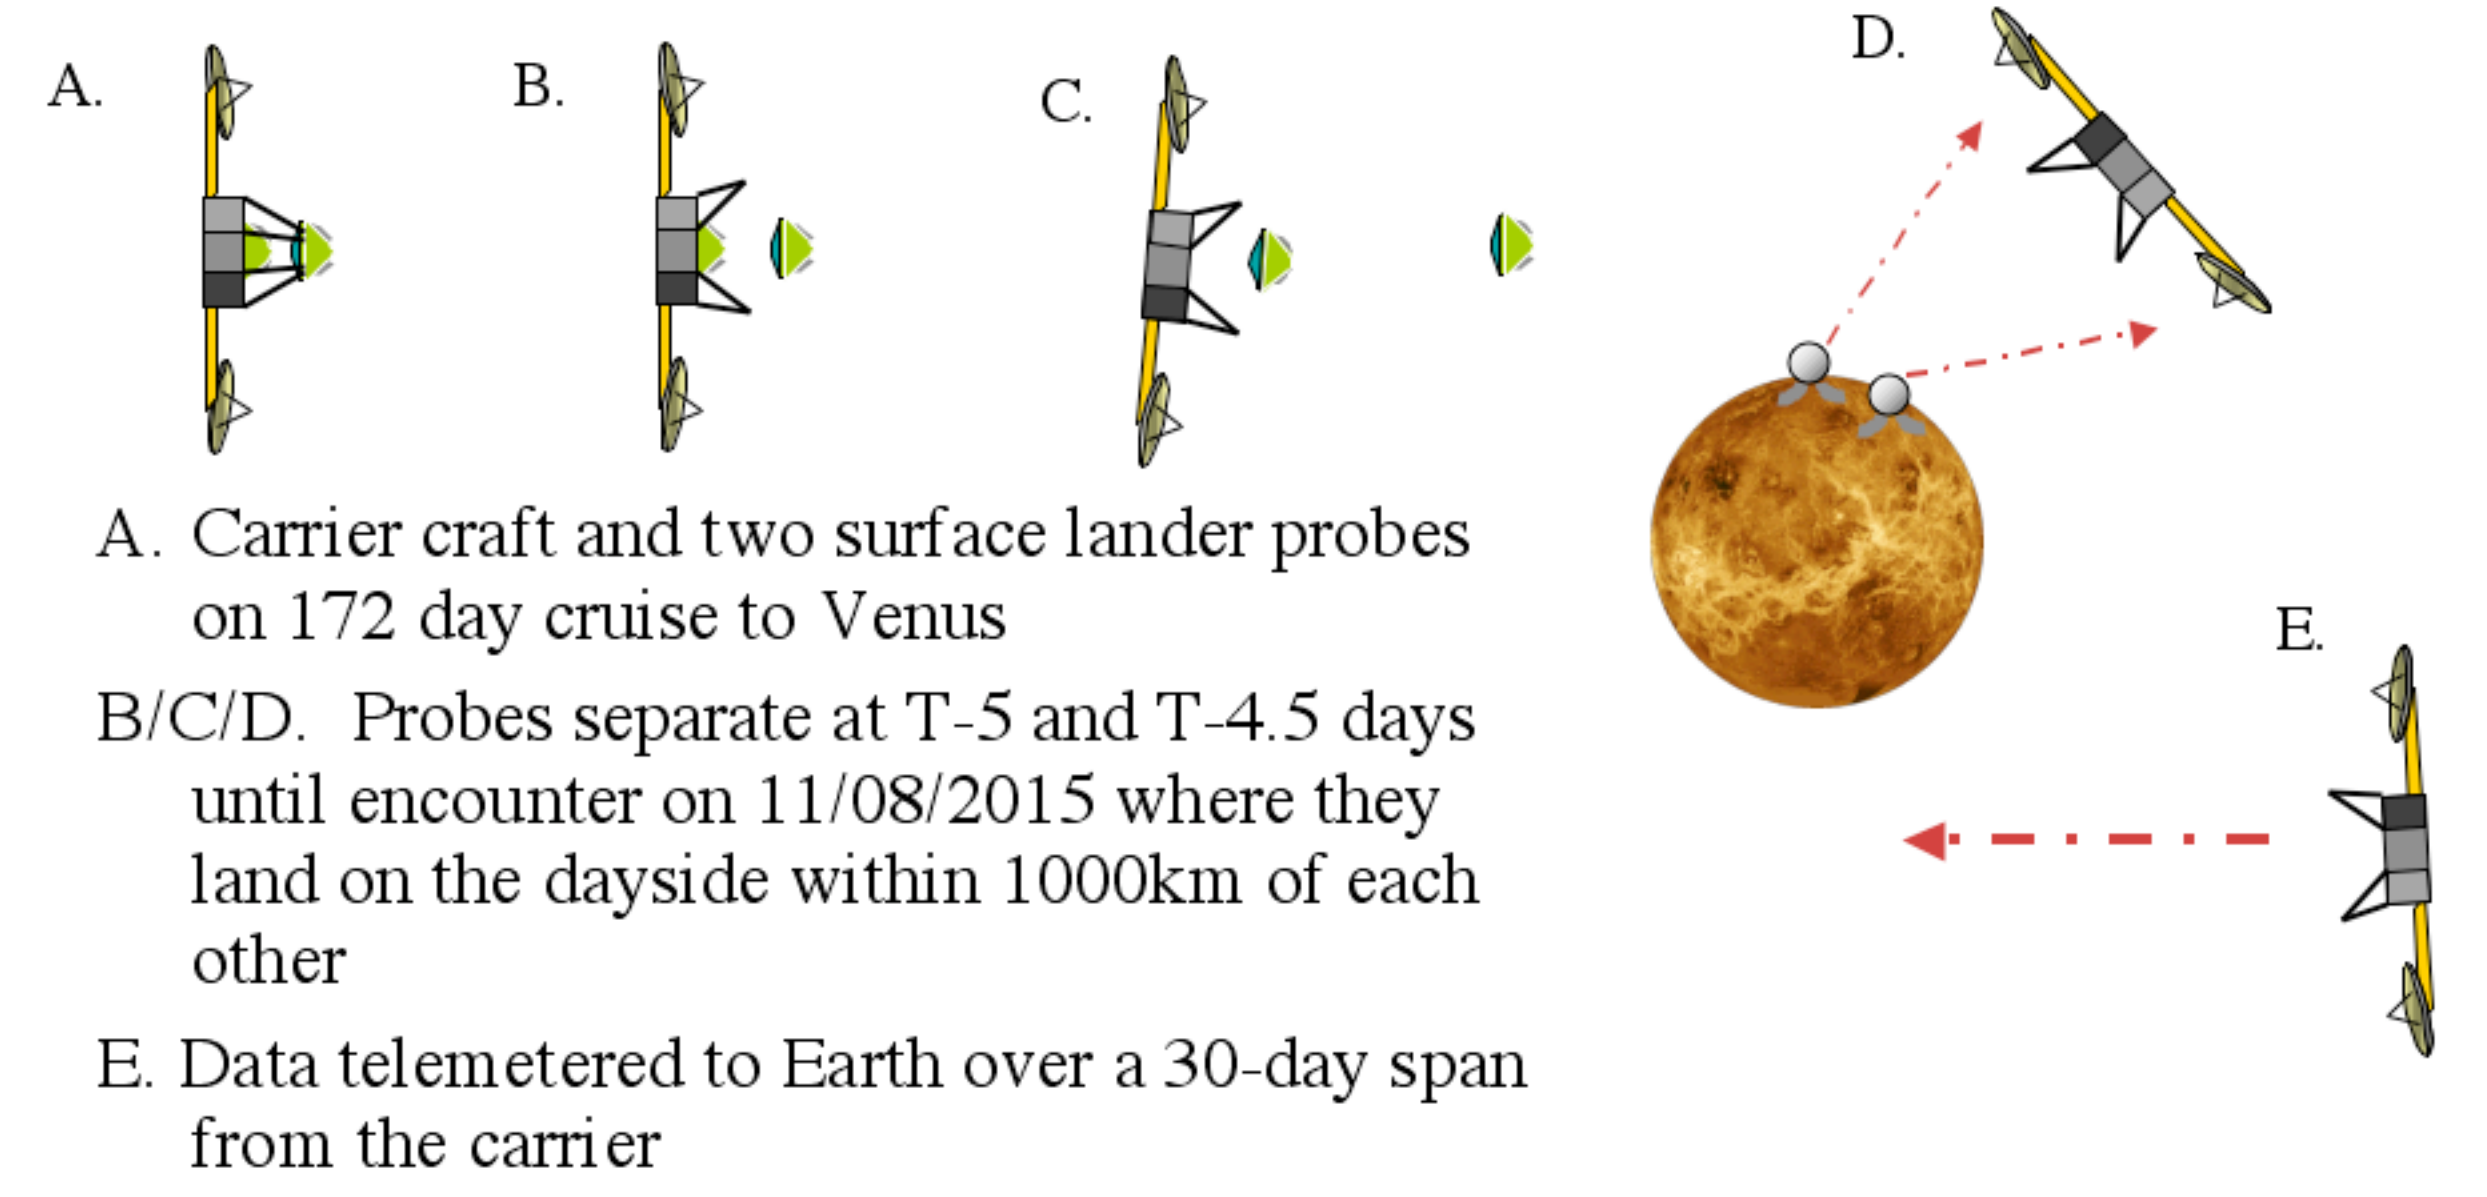 A.
B.
C.
D.
E.
A. Carrier craft and two surface lander probes
on 172 day cruise to Venus
B/C/D. Probes separate at T-5 and T-4.5 days
until encounter on 11/08/2015 where they
land on the dayside within 1000km of each
other
E. Data telemetered to Earth over a 30-day span
from the carrier